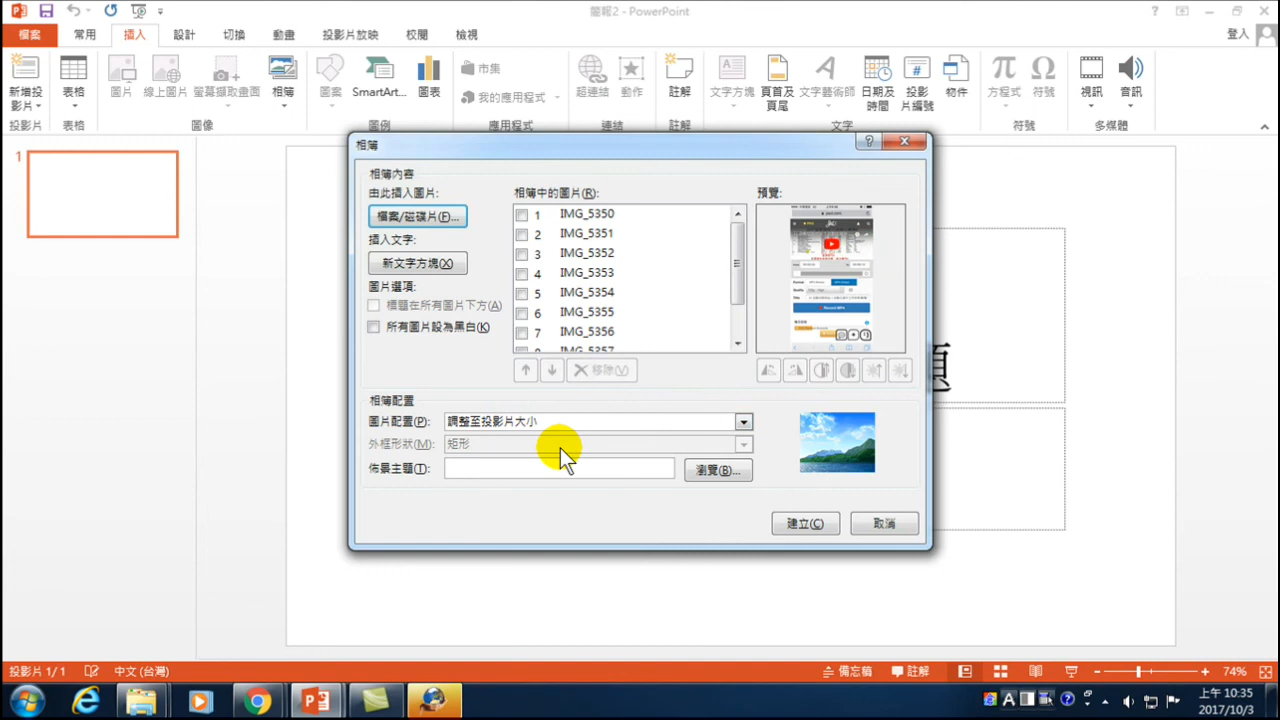 簡報2 - PowerPoint
檔案 常用 插入 設計 切換 動畫 投影片放映 校閱 檢視 登入
新增投影片 表格 圖片 線上圖片 螢幕擷取畫面 相簿 圖案 SmartArt... 圖表 市集 我的應用程式 超連結 動作 註解 文字方塊 頁首及頁尾 文字藝術師 日期及時間 投影片編號 物件 方程式 符號 視訊 音訊
投影片 表格 圖像 圖例 應用程式 連結 註解 文字 符號 多媒體
1
相簿
相簿內容
由此插入圖片:
檔案/磁碟片(F)...
插入文字:
新文字方塊(X)
圖片選項:
標題在所有圖片下方(A)
所有圖片設為黑白(K)
相簿中的圖片(R):
1 IMG_5350
2 IMG_5351
3 IMG_5352
4 IMG_5353
5 IMG_5354
6 IMG_5355
7 IMG_5356
8 IMG_5357
移除(V)
預覽:
相簿配置
圖片配置(P): 調整至投影片大小
外框形狀(M): 矩形
佈景主題(T): 瀏覽(B)...
建立(C) 取消
題
投影片 1/1 中文 (台灣) 備忘稿 註解 74%
上午 10:35
2017/10/3